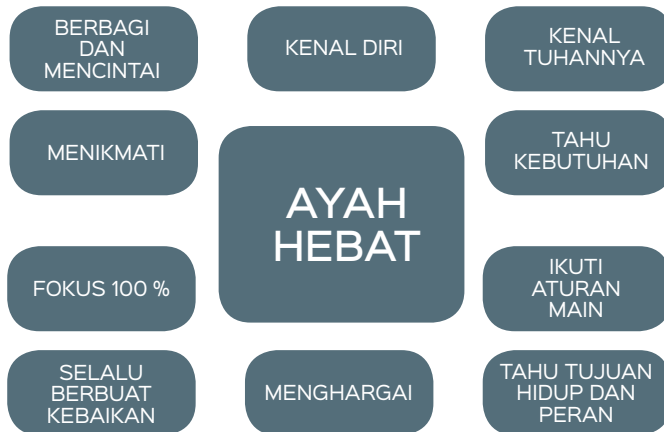 BERBAGI
DAN
MENCINTAI
KENAL DIRI
KENAL
TUHANNYA
MENIKMATI
TAHU
KEBUTUHAN
AYAH
HEBAT
FOKUS 100 %
IKUTI
ATURAN
MAIN
SELALU
BERBUAT
KEBAIKAN
MENGHARGAI
TAHU TUJUAN
HIDUP DAN
PERAN